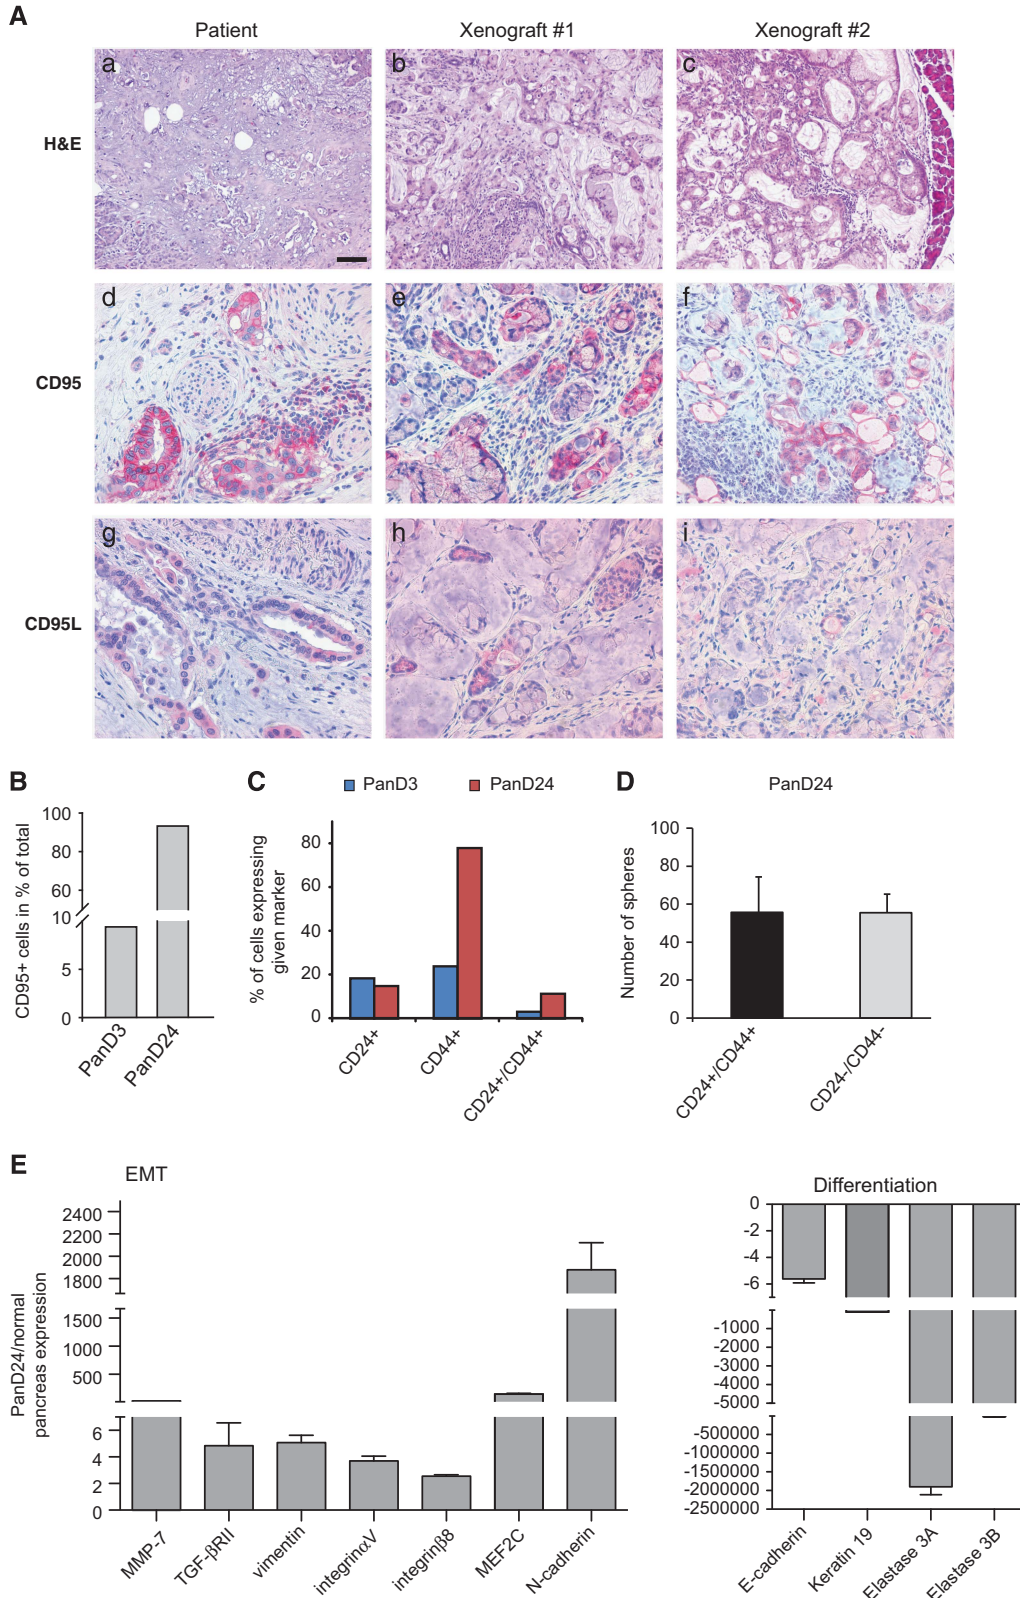 A
Patient
Xenograft #1
Xenograft #2
H&E
a
b
c
CD95
d
e
f
CD95L
g
h
i
B
CD95+ cells in % of total
100
80
60
10
5
0
PanD3
PanD24
C
PanD3
PanD24
% of cells expressing
given marker
80
60
40
20
0
CD24+
CD44+
CD24+/CD44+
D
PanD24
Number of spheres
100
80
60
40
20
0
CD24+/CD44+
CD24-/CD44-
E
EMT
PanD24/normal
pancreas expression
2400
2200
2000
1800
1500
1000
500
6
4
2
0
MMP-7
TGF-βRII
vimentin
integrinαV
integrinβ8
MEF2C
N-cadherin
Differentiation
0
-2
-4
-6
-1000
-2000
-3000
-4000
-5000
-500000
-1000000
-1500000
-2000000
-2500000
E-cadherin
Keratin 19
Elastase 3A
Elastase 3B